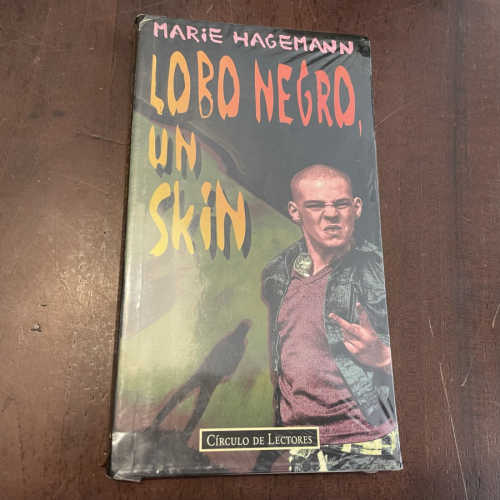 MARIE HAGEMANN
LOBO NEGRO,
UN
SKIN
CÍRCULO DE LECTORES